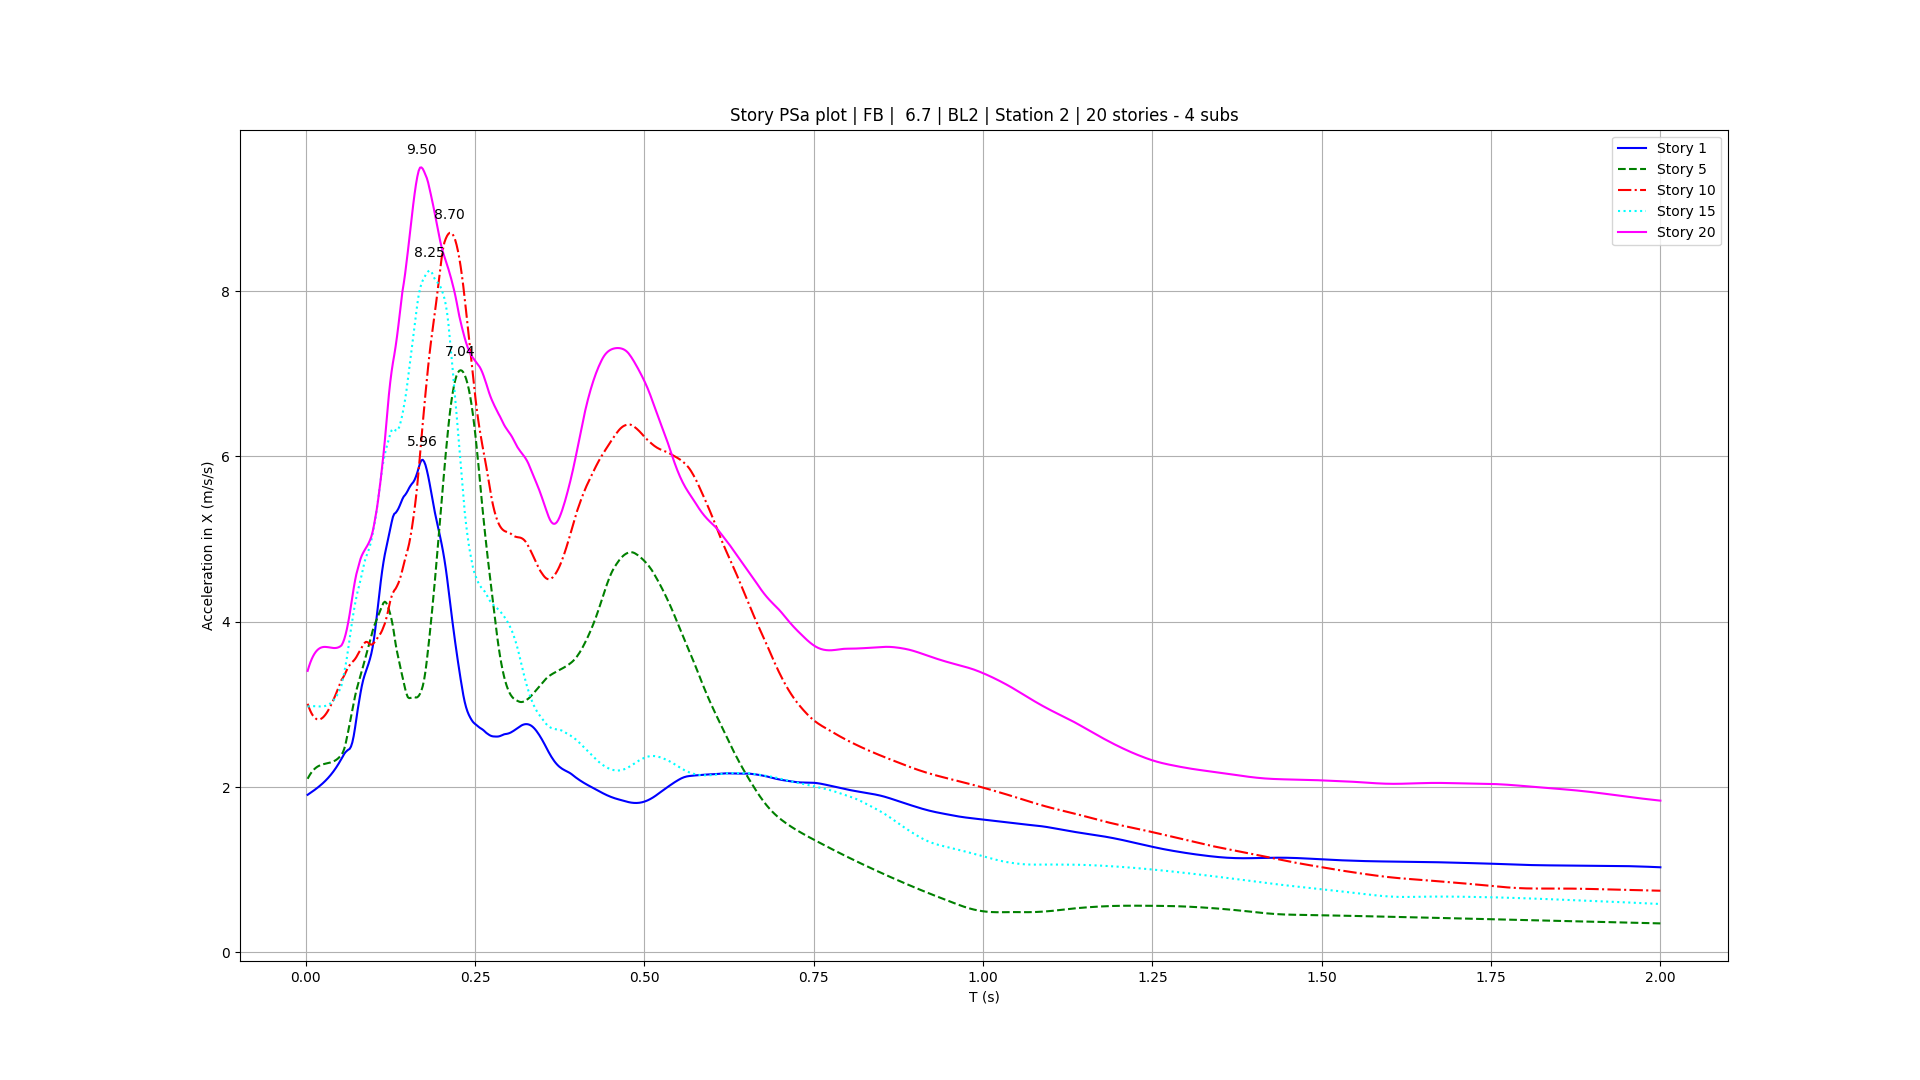 Story PSa plot | FB |  6.7 | BL2 | Station 2 | 20 stories - 4 subs
9.50
8.70
8.25
7.04
5.96
Story 1
Story 5
Story 10
Story 15
Story 20
Acceleration in X (m/s/s)
8
6
4
2
0
0.00 0.25 0.50 0.75 1.00 1.25 1.50 1.75 2.00
T (s)